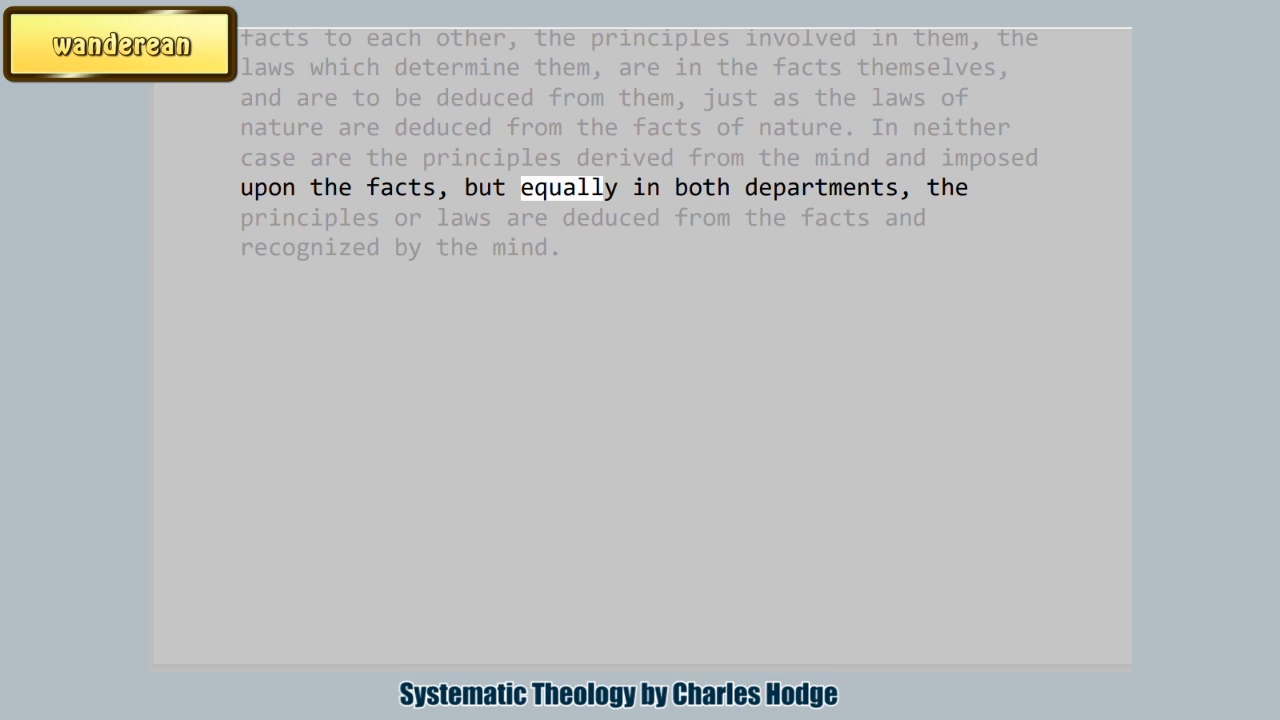 wanderean
facts to each other, the principles involved in them, the
laws which determine them, are in the facts themselves,
and are to be deduced from them, just as the laws of
nature are deduced from the facts of nature. In neither
case are the principles derived from the mind and imposed
upon the facts, but equally in both departments, the
principles or laws are deduced from the facts and
recognized by the mind.
Systematic Theology by Charles Hodge